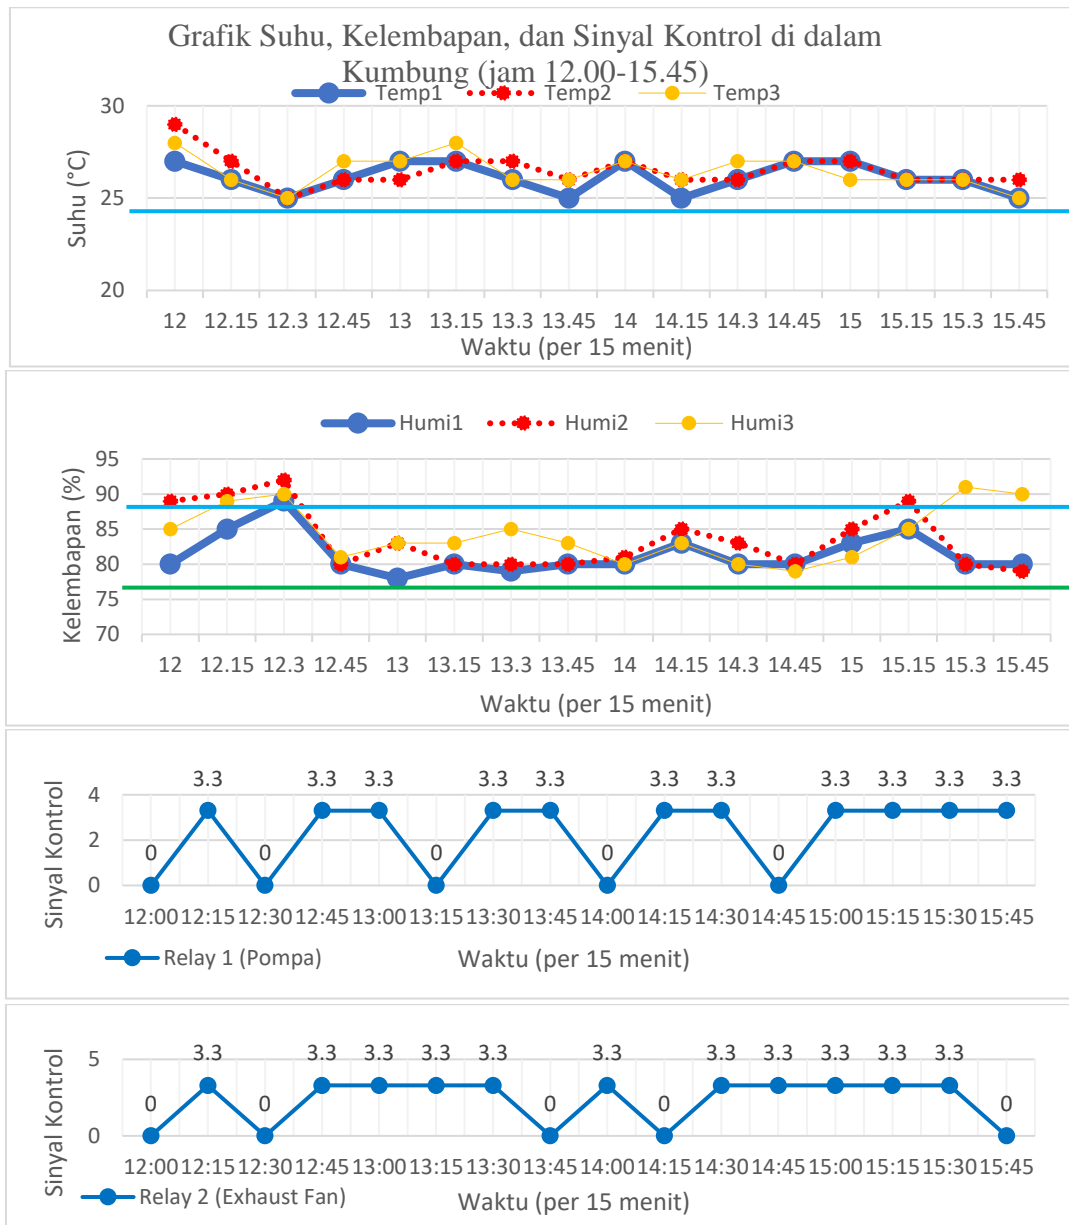 Grafik Suhu, Kelembapan, dan Sinyal Kontrol di dalam
Kumbung (jam 12.00-15.45)
Temp1 Temp2 Temp3
30
25
20
Suhu (°C)
12 12.15 12.3 12.45 13 13.15 13.3 13.45 14 14.15 14.3 14.45 15 15.15 15.3 15.45
Waktu (per 15 menit)
Humi1 Humi2 Humi3
95
90
85
80
75
70
Kelembapan (%)
12 12.15 12.3 12.45 13 13.15 13.3 13.45 14 14.15 14.3 14.45 15 15.15 15.3 15.45
Waktu (per 15 menit)
Sinyal Kontrol
4
2
0
0 3.3 0 3.3 3.3 0 3.3 3.3 0 3.3 3.3 0 3.3 3.3 3.3 3.3
12:00 12:15 12:30 12:45 13:00 13:15 13:30 13:45 14:00 14:15 14:30 14:45 15:00 15:15 15:30 15:45
Relay 1 (Pompa) Waktu (per 15 menit)
Sinyal Kontrol
5
0
0 3.3 0 3.3 3.3 3.3 3.3 0 3.3 0 3.3 3.3 3.3 3.3 3.3 0
12:00 12:15 12:30 12:45 13:00 13:15 13:30 13:45 14:00 14:15 14:30 14:45 15:00 15:15 15:30 15:45
Relay 2 (Exhaust Fan) Waktu (per 15 menit)